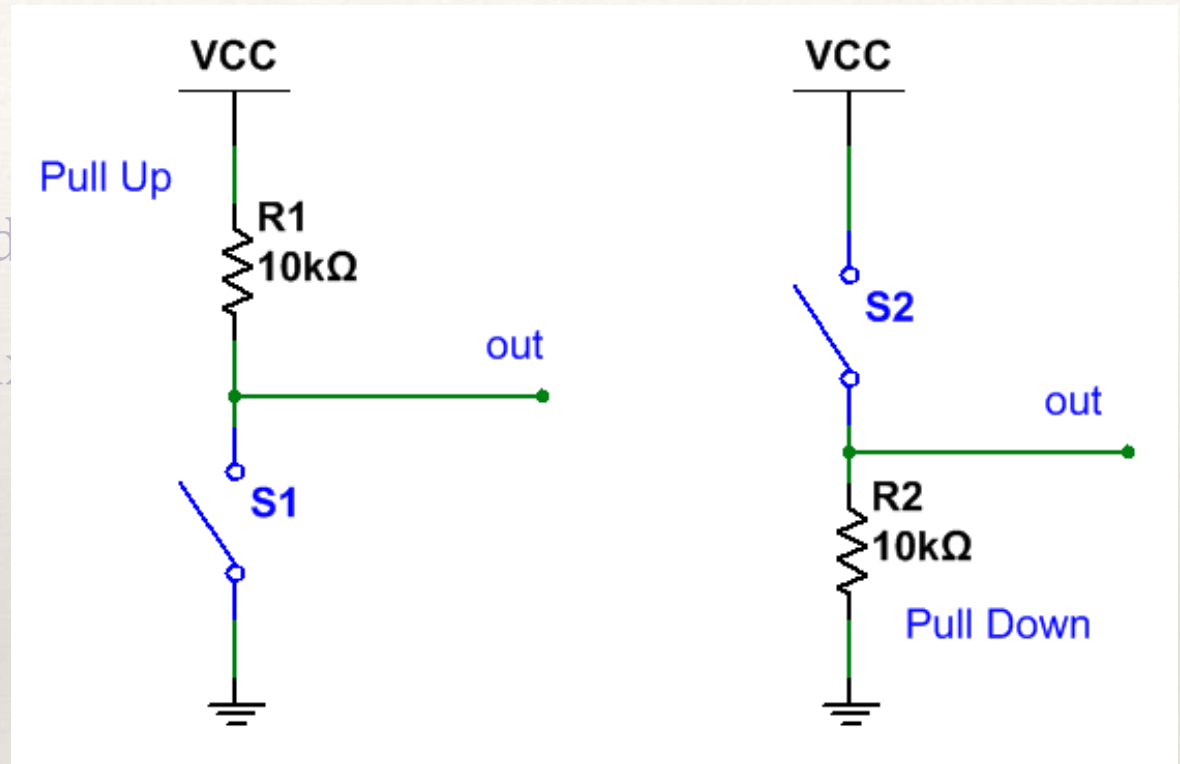 VCC
Pull Up
R1
10kΩ
out
S1
VCC
S2
out
R2
10kΩ
Pull Down